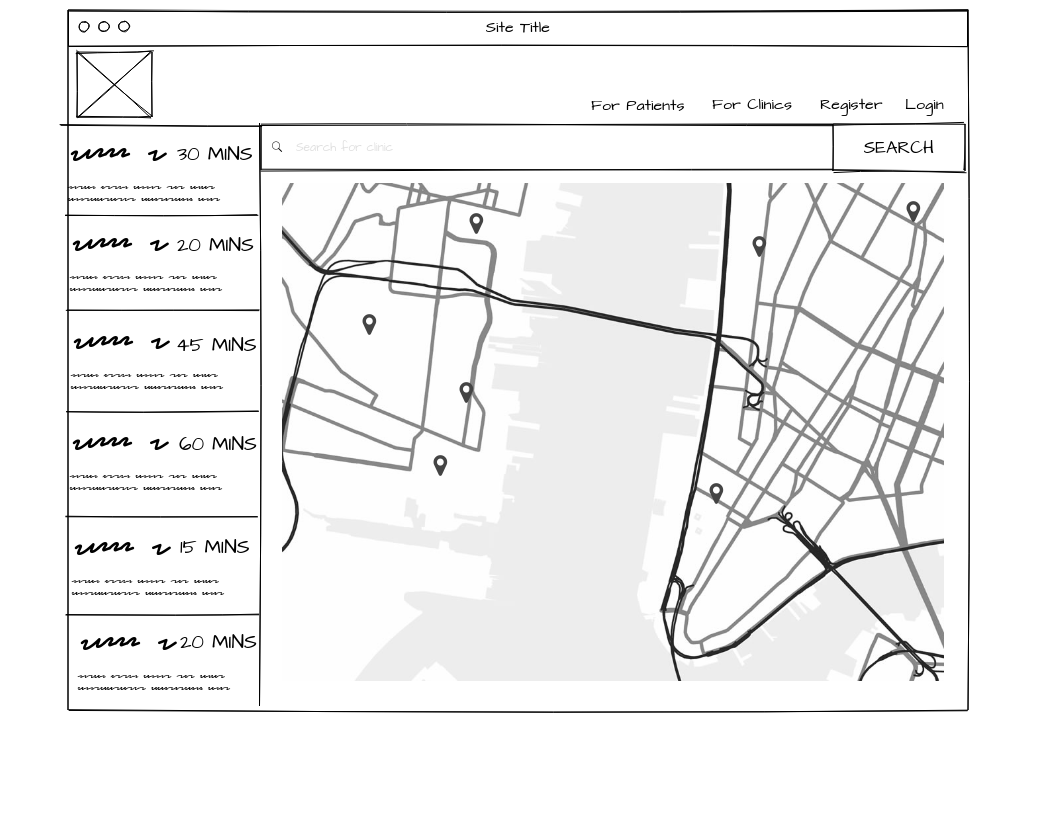 Site Title
For Patients For Clinics Register Login
Search for clinic SEARCH
30 MINS
20 MINS
45 MINS
60 MINS
15 MINS
20 MINS